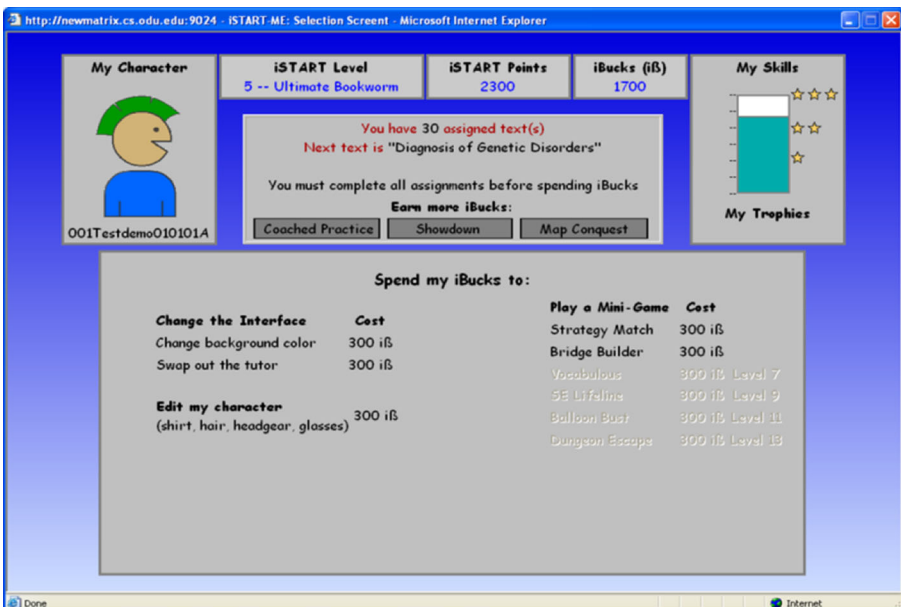 http://newmatrix.cs.odu.edu:9024 - iSTART-ME: Selection Screent - Microsoft Internet Explorer
My Character
iSTART Level
5 -- Ultimate Bookworm
iSTART Points
2300
iBucks (iß)
1700
My Skills
You have 30 assigned text(s)
Next text is "Diagnosis of Genetic Disorders"
You must complete all assignments before spending iBucks
Earn more iBucks:
Coached Practice
Showdown
Map Conquest
001Testdemo010101A
My Trophies
Spend my iBucks to:
Change the Interface Cost
Change background color 300 iß
Swap out the tutor 300 iß
Edit my character
(shirt, hair, headgear, glasses) 300 iß
Play a Mini-Game Cost
Strategy Match 300 iß
Bridge Builder 300 iß
Vocabulous 300 iß Level 7
SE Lifeline 300 iß Level 9
Balloon Bust 300 iß Level 11
Dungeon Escape 300 iß Level 13
Done
Internet